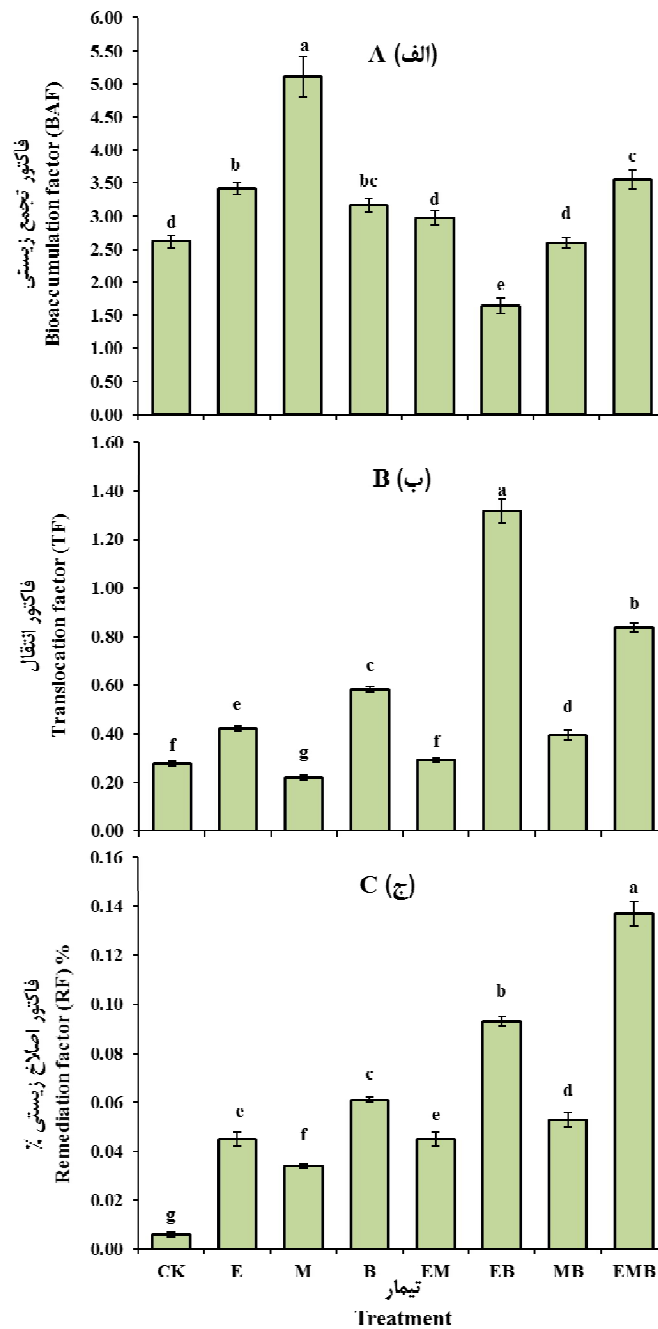 A (الف)
فاکتور تجمع زیستی
Bioaccumulation factor (BAF)
6.00
5.50
5.00
4.50
4.00
3.50
3.00
2.50
2.00
1.50
1.00
0.50
0.00
d
b
a
bc
d
e
d
c
B (ب)
فاکتور انتقال
Translocation factor (TF)
1.60
1.40
1.20
1.00
0.80
0.60
0.40
0.20
0.00
f
e
g
c
f
a
d
b
C (ج)
فاکتور اصلاح زیستی %
Remediation factor (RF) %
0.16
0.14
0.12
0.10
0.08
0.06
0.04
0.02
0.00
g
e
f
c
e
b
d
a
CK E M B EM EB MB EMB
تیمار
Treatment